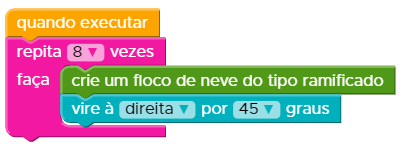 quando executar
repita 8 vezes
faça crie um floco de neve do tipo ramificado
vire à direita por 45 graus